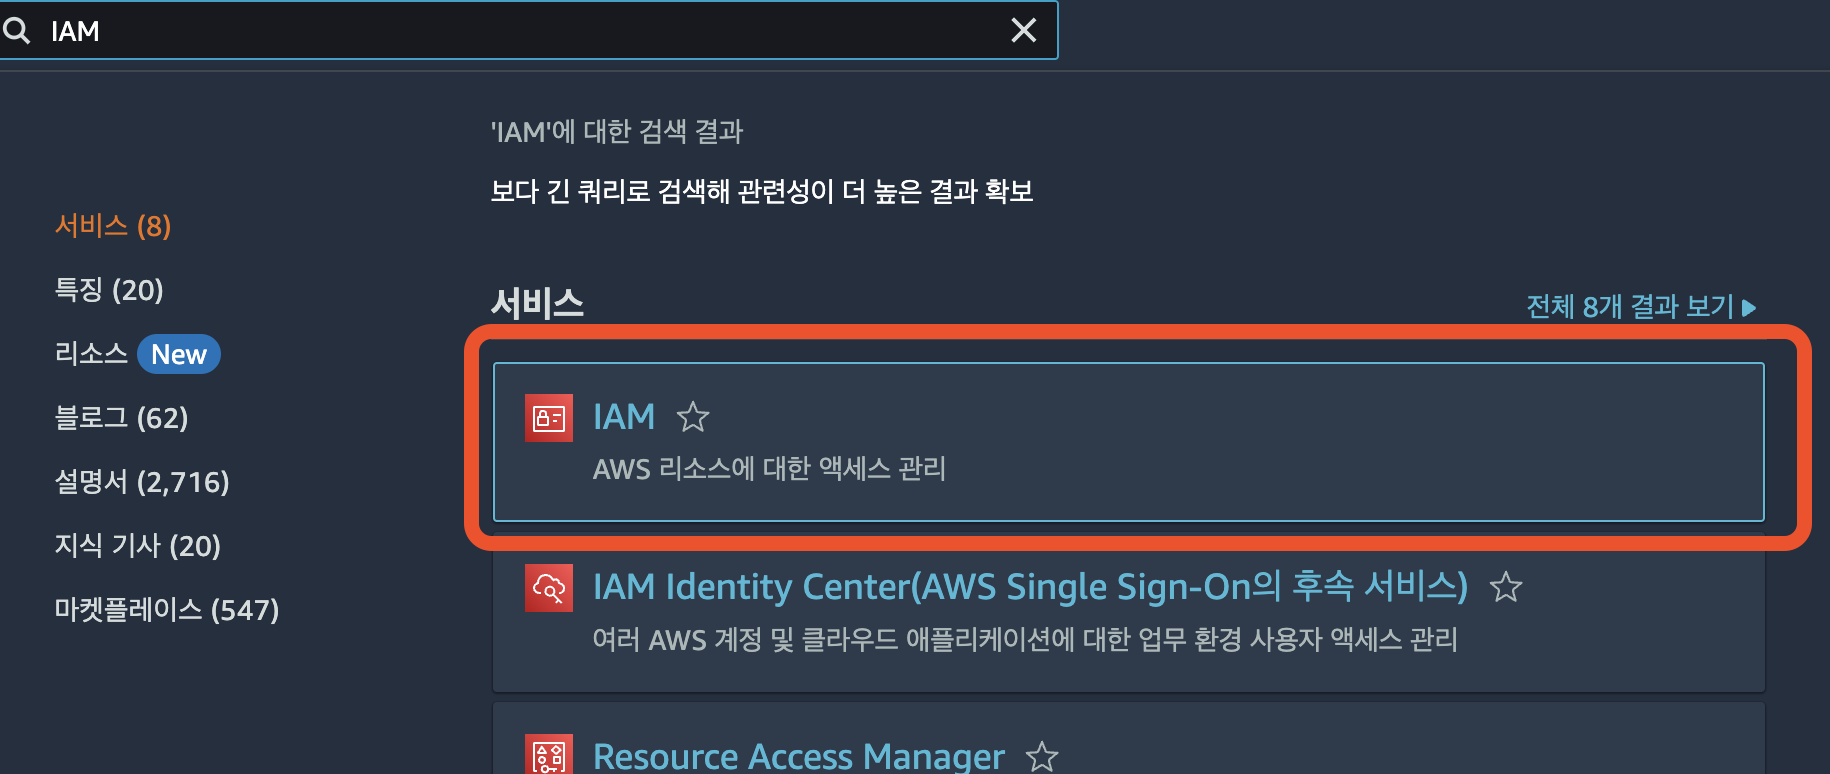 IAM
'IAM'에 대한 검색 결과
보다 긴 쿼리로 검색해 관련성이 더 높은 결과 확보
서비스 (8)
특징 (20)
리소스 New
블로그 (62)
설명서 (2,716)
지식 기사 (20)
마켓플레이스 (547)
서비스
전체 8개 결과 보기
IAM
AWS 리소스에 대한 액세스 관리
IAM Identity Center(AWS Single Sign-On의 후속 서비스)
여러 AWS 계정 및 클라우드 애플리케이션에 대한 업무 환경 사용자 액세스 관리
Resource Access Manager